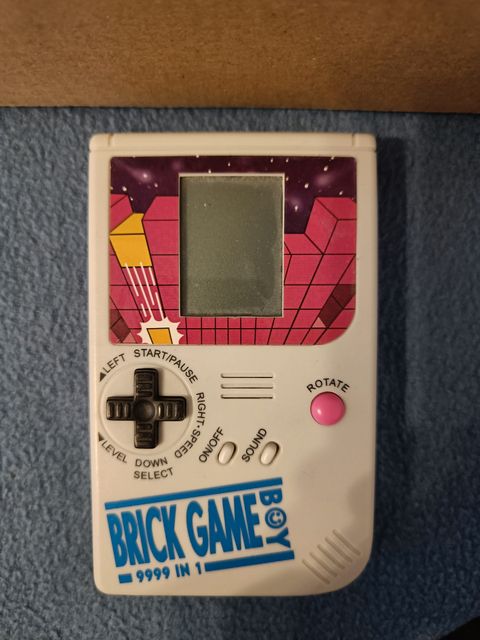 LEFT
START/PAUSE
RIGHT·SPEED
LEVEL
DOWN
SELECT
ON/OFF
SOUND
ROTATE
BRICK GAME
BOY
9999 IN 1